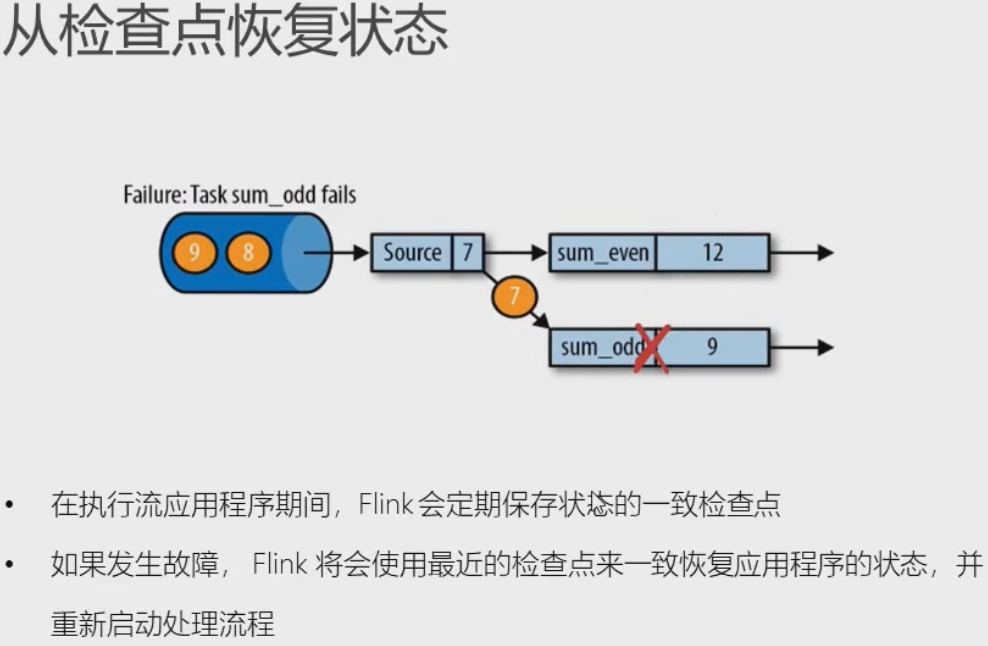 从检查点恢复状态
Failure: Task sum_odd fails
9 8 Source 7 sum_even 12
7
sum_odd 9
• 在执行流应用程序期间，Flink 会定期保存状态的一致检查点
• 如果发生故障， Flink 将会使用最近的检查点来一致恢复应用程序的状态，并
重新启动处理流程